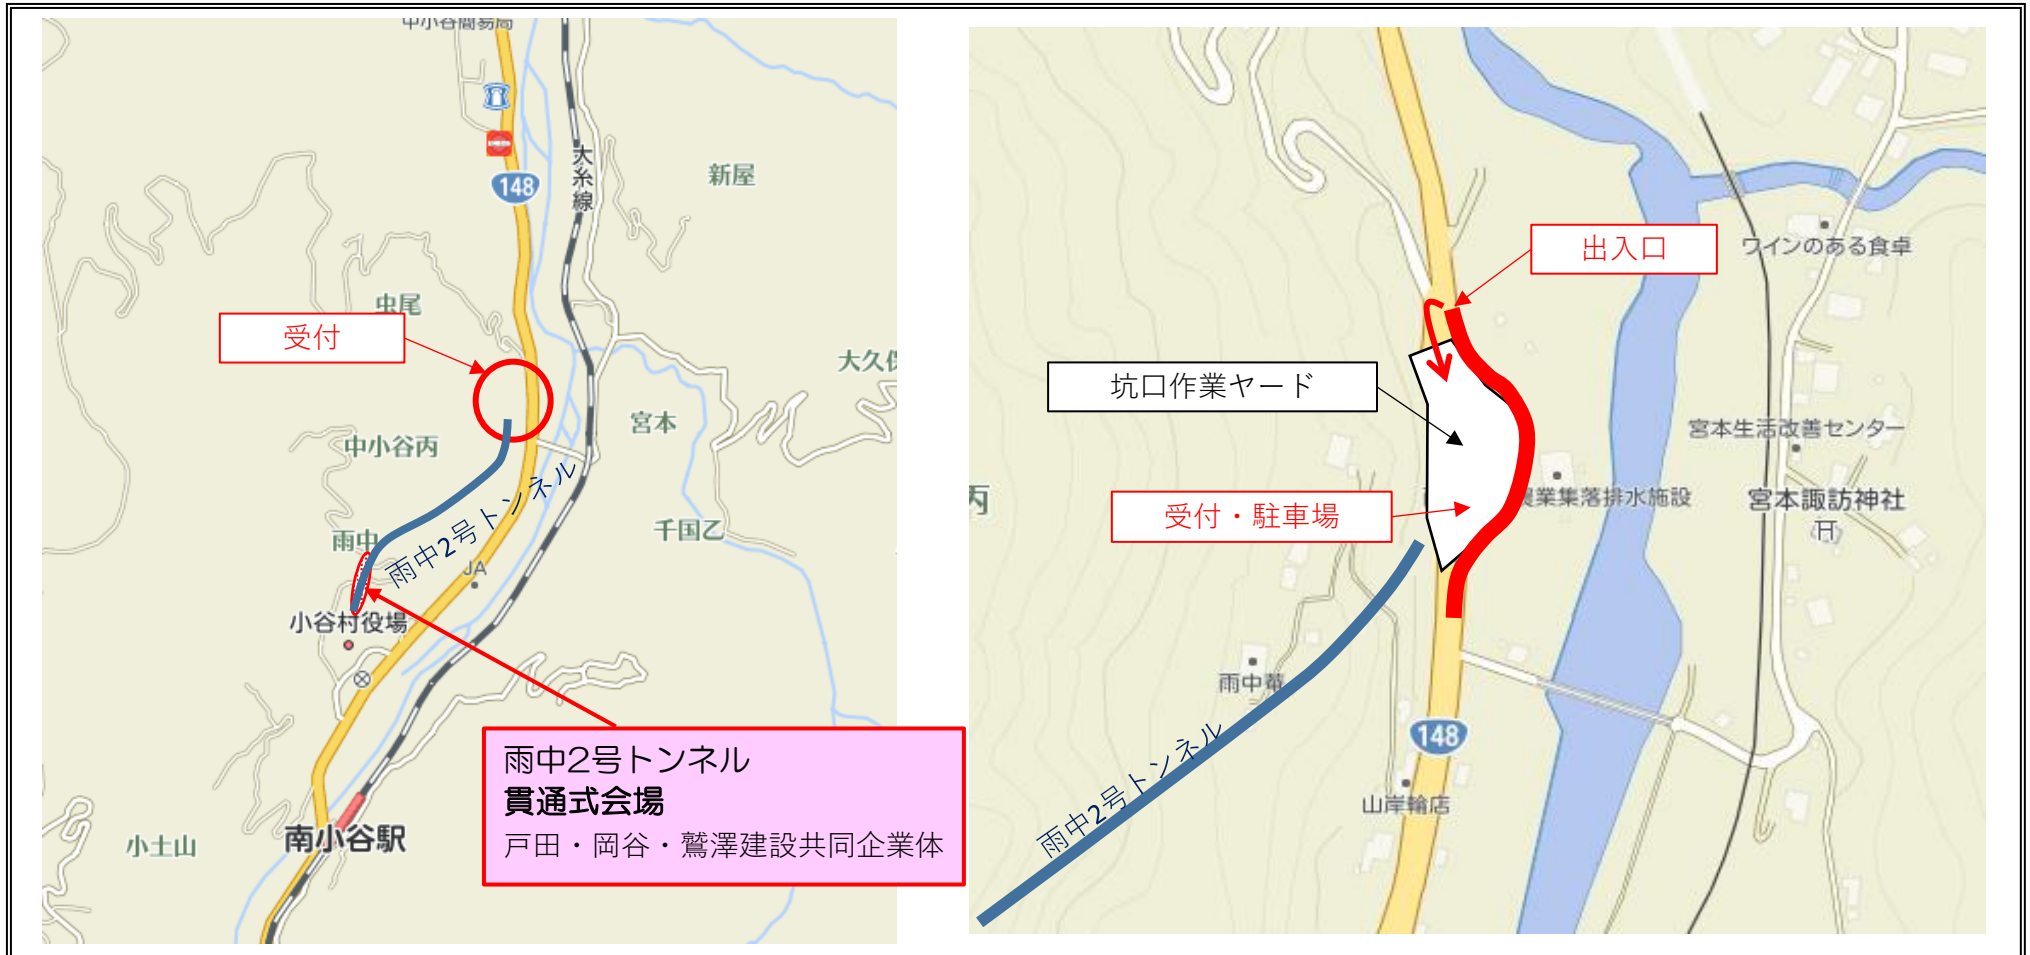 中小谷簡易局
148
大糸線
新屋
虫尾
受付
大久保
宮本
中小谷丙
雨中2号トンネル
雨中
千国乙
JA
小谷村役場
雨中2号トンネル
貫通式会場
戸田・岡谷・鷲澤建設共同企業体
小土山
南小谷駅
出入口
ワインのある食卓
坑口作業ヤード
宮本生活改善センター
丙
受付・駐車場
農業集落排水施設
宮本諏訪神社
雨中
148
雨中2号トンネル
山岸輪店